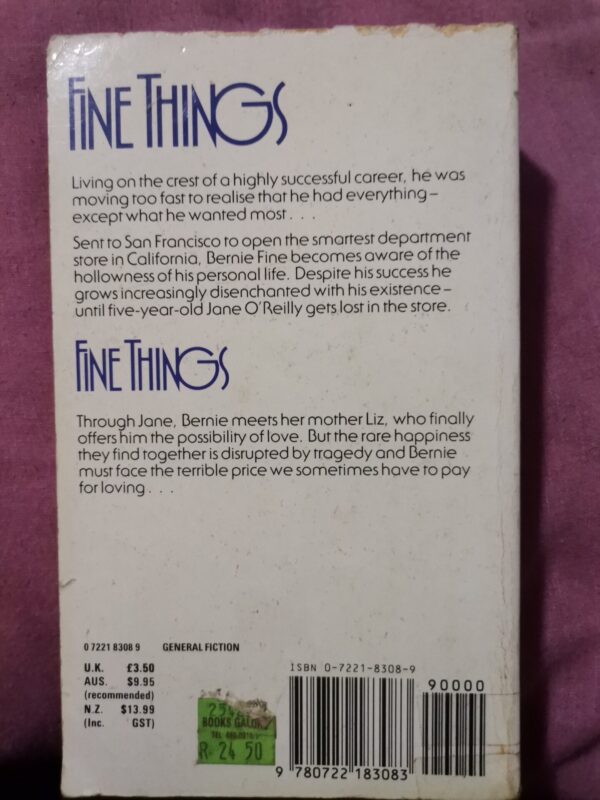 FINE THINGS
Living on the crest of a highly successful career, he was
moving too fast to realise that he had everything –
except what he wanted most . . .
Sent to San Francisco to open the smartest department
store in California, Bernie Fine becomes aware of the
hollowness of his personal life. Despite his success he
grows increasingly disenchanted with his existence –
until five-year-old Jane O'Reilly gets lost in the store.
FINE THINGS
Through Jane, Bernie meets her mother Liz, who finally
offers him the possibility of love. But the rare happiness
they find together is disrupted by tragedy and Bernie
must face the terrible price we sometimes have to pay
for loving . . .
0 7221 8308 9 GENERAL FICTION
U.K. £3.50
AUS. $9.95
(recommended)
N.Z. $13.99
(Inc. GST)
BOOKS
TEL
R 24 50
ISBN 0-7221-8308-9
90000
9 780722 183083